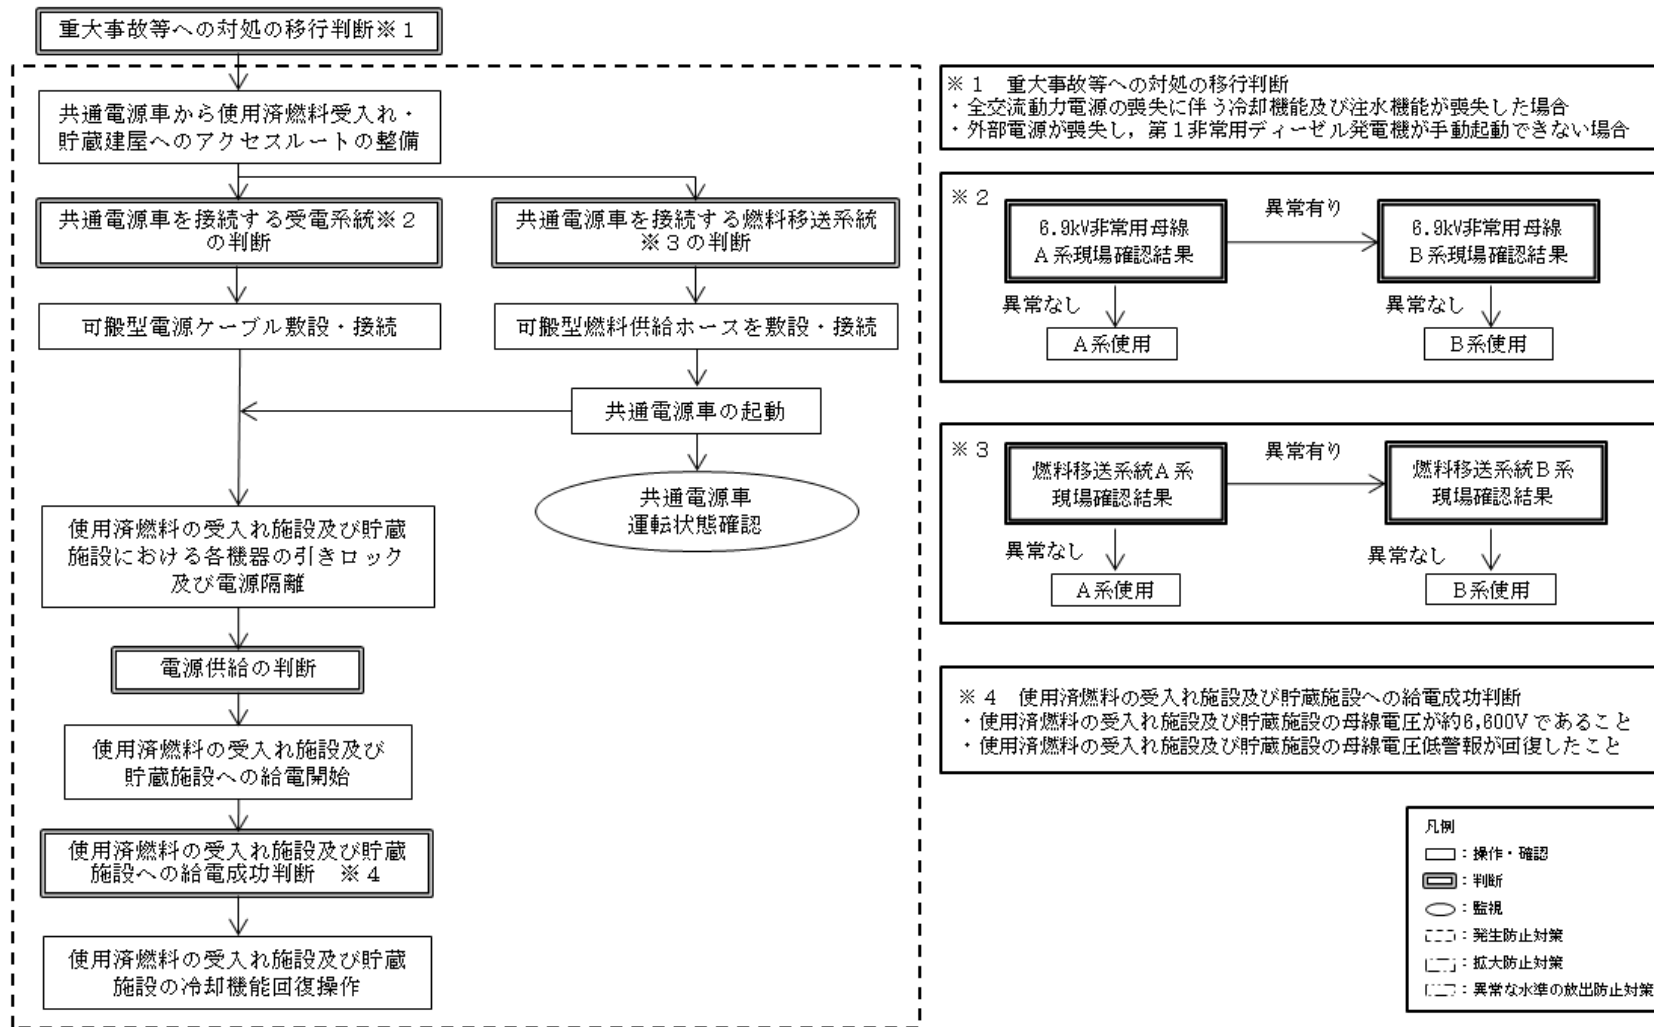 重大事故等への対処の移行判断※１
共通電源車から使用済燃料受入れ・
貯蔵建屋へのアクセスルートの整備
共通電源車を接続する受電系統※２
の判断
共通電源車を接続する燃料移送系統
※３の判断
可搬型電源ケーブル敷設・接続
可搬型燃料供給ホースを敷設・接続
共通電源車の起動
共通電源車
運転状態確認
使用済燃料の受入れ施設及び貯蔵
施設における各機器の引きロック
及び電源隔離
電源供給の判断
使用済燃料の受入れ施設及び
貯蔵施設への給電開始
使用済燃料の受入れ施設及び貯蔵
施設への給電成功判断　※４
使用済燃料の受入れ施設及び貯蔵
施設の冷却機能回復操作
※１　重大事故等への対処の移行判断
・全交流動力電源の喪失に伴う冷却機能及び注水機能が喪失した場合
・外部電源が喪失し，第１非常用ディーゼル発電機が手動起動できない場合
※２
6.9kV非常用母線
Ａ系現場確認結果
異常有り
6.9kV非常用母線
Ｂ系現場確認結果
異常なし
異常なし
Ａ系使用
Ｂ系使用
※３
燃料移送系統Ａ系
現場確認結果
異常有り
燃料移送系統Ｂ系
現場確認結果
異常なし
異常なし
Ａ系使用
Ｂ系使用
※４　使用済燃料の受入れ施設及び貯蔵施設への給電成功判断
・使用済燃料の受入れ施設及び貯蔵施設の母線電圧が約6,600Vであること
・使用済燃料の受入れ施設及び貯蔵施設の母線電圧低警報が回復したこと
凡例
：操作・確認
：判断
：監視
：発生防止対策
：拡大防止対策
：異常な水準の放出防止対策